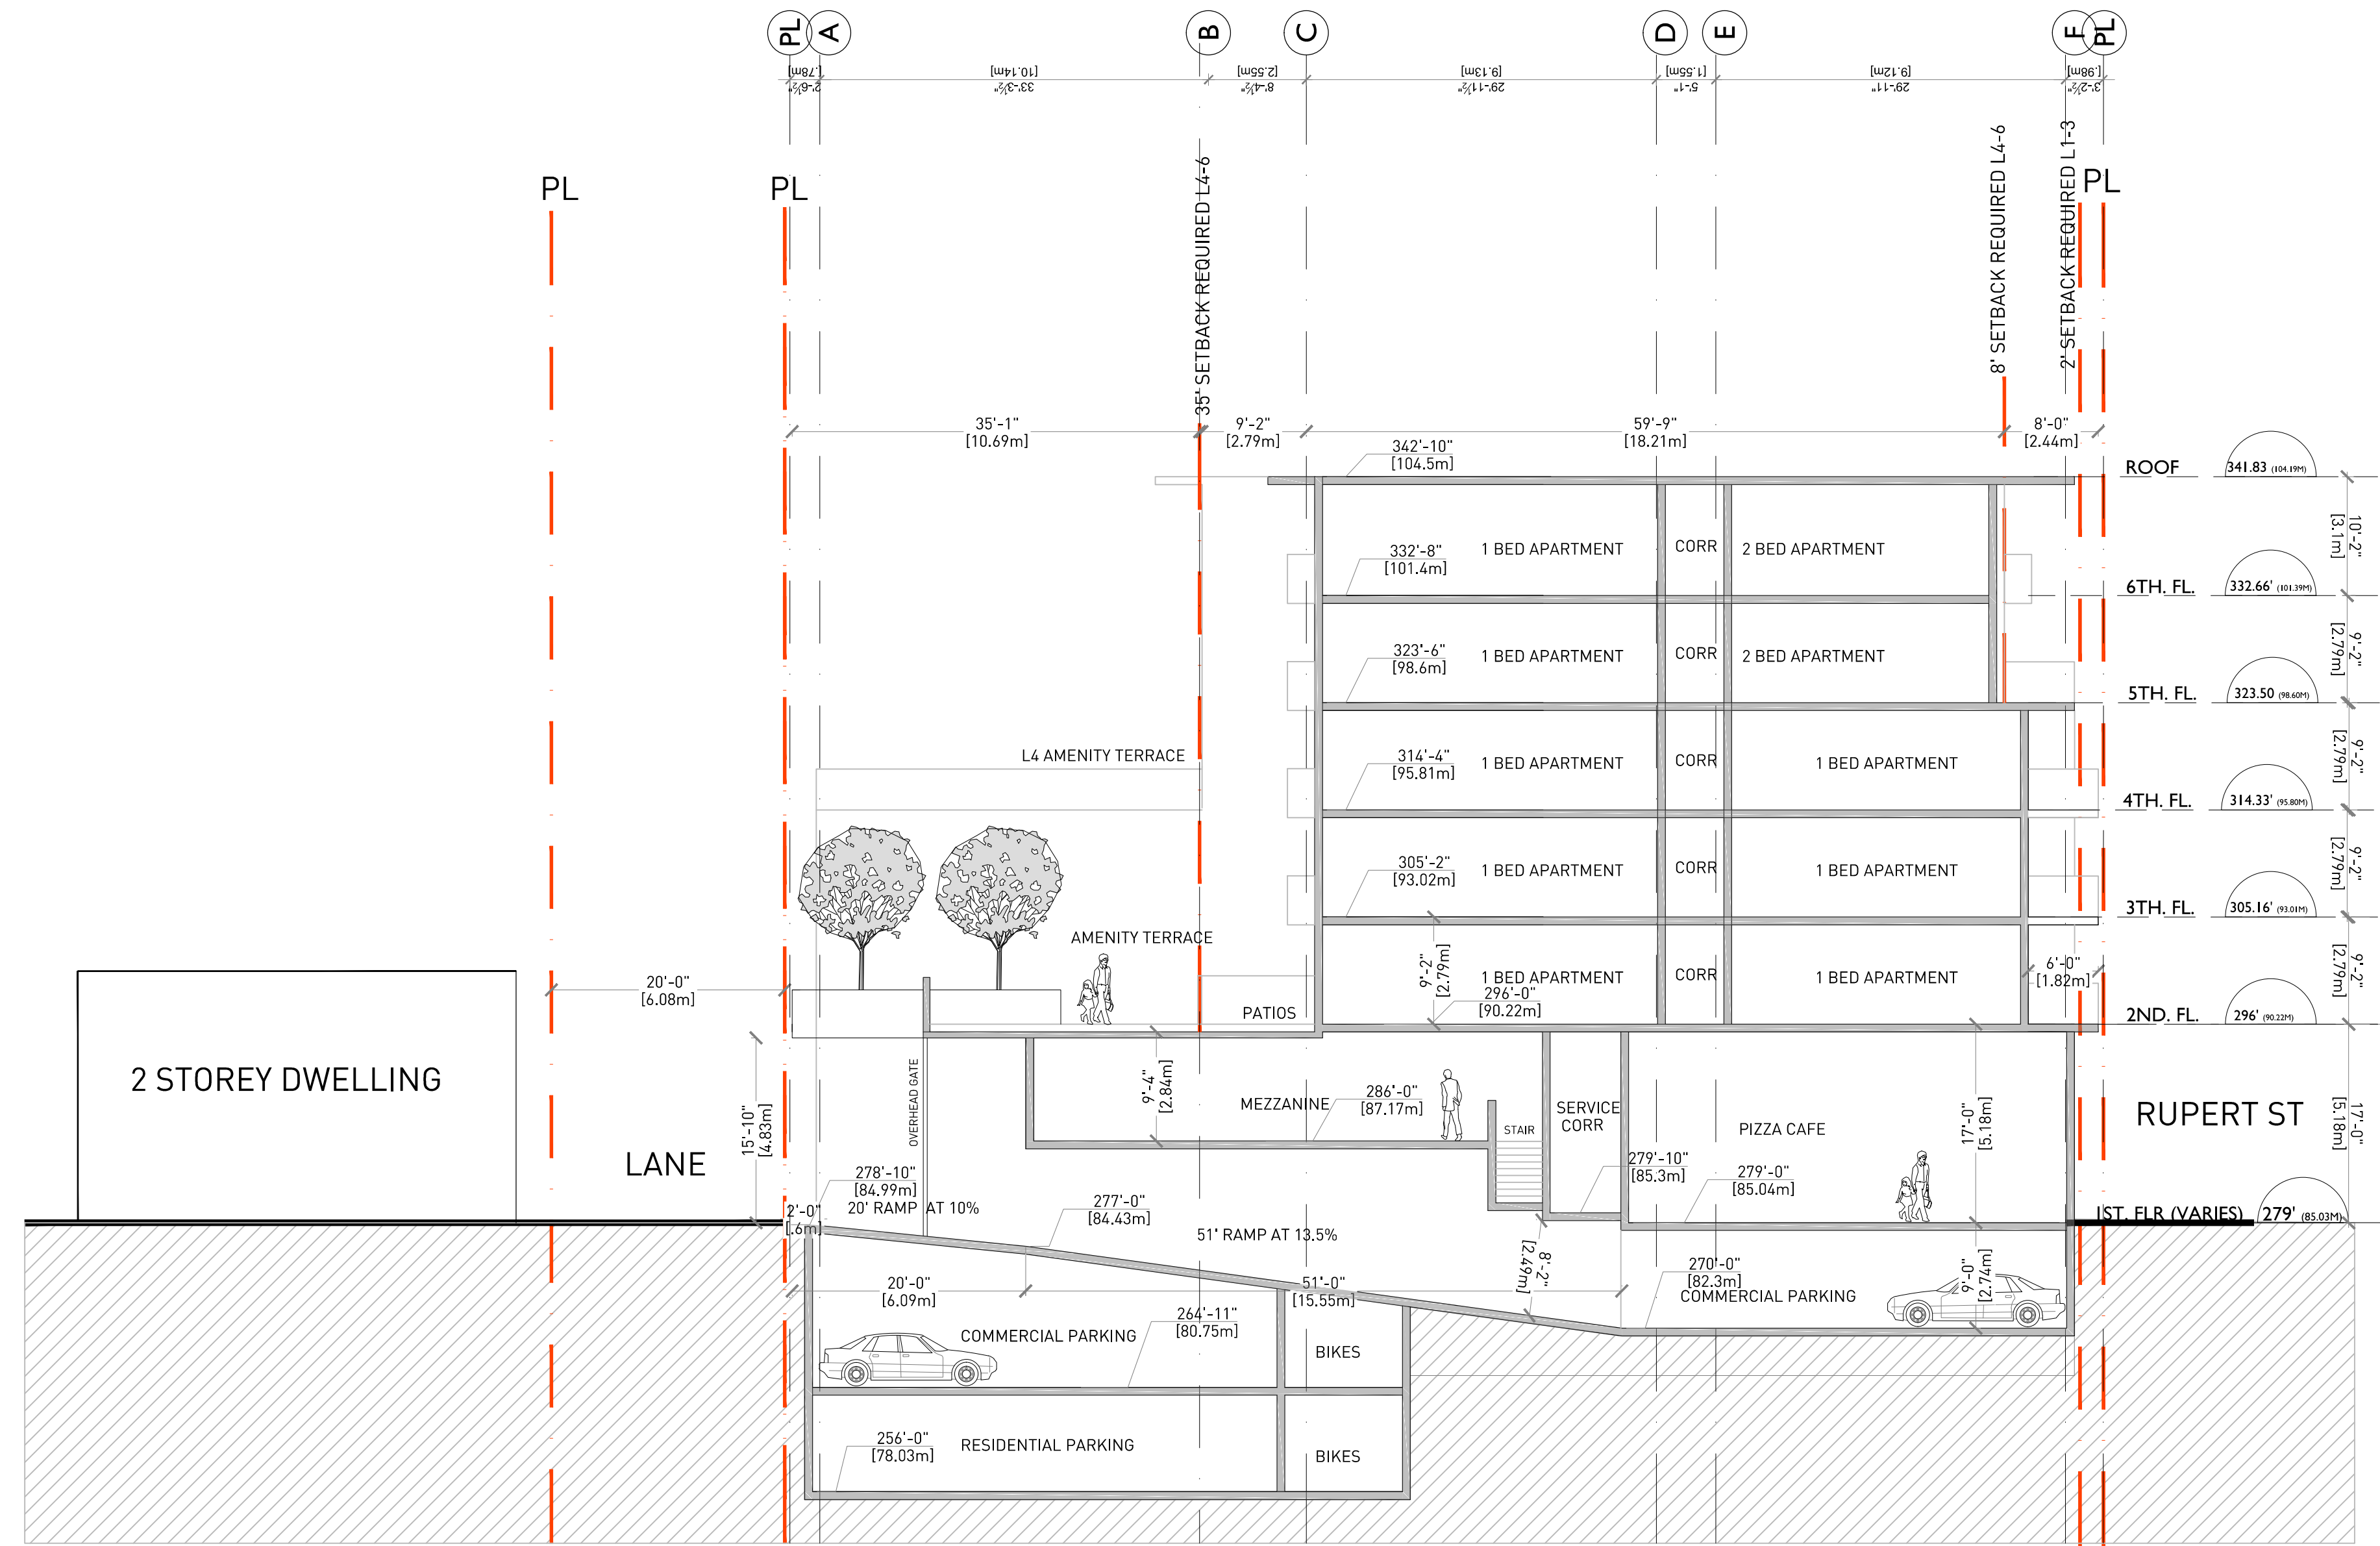 PL
A
B
C
D
E
F
PL
[.78m]
2'-6½"
[10.14m]
33'-3½"
[2.55m]
8'-4½"
[9.13m]
29'-11½"
[1.55m]
5'-1"
[9.12m]
29'-11"
[.98m]
3'-2½"
PL
PL
35' SETBACK REQUIRED L4-6
8' SETBACK REQUIRED L4-6
2' SETBACK REQUIRED L1-3
PL
35'-1"
[10.69m]
9'-2"
[2.79m]
59'-9"
[18.21m]
8'-0"
[2.44m]
342'-10"
[104.5m]
ROOF
341.83 (104.19M)
10'-2"
[3.1m]
332'-8"
[101.4m]
1 BED APARTMENT
CORR
2 BED APARTMENT
6TH. FL.
332.66' (101.39M)
9'-2"
[2.79m]
323'-6"
[98.6m]
1 BED APARTMENT
CORR
2 BED APARTMENT
5TH. FL.
323.50 (98.60M)
9'-2"
[2.79m]
L4 AMENITY TERRACE
314'-4"
[95.81m]
1 BED APARTMENT
CORR
1 BED APARTMENT
4TH. FL.
314.33' (95.80M)
9'-2"
[2.79m]
305'-2"
[93.02m]
1 BED APARTMENT
CORR
1 BED APARTMENT
3TH. FL.
305.16' (93.01M)
9'-2"
[2.79m]
AMENITY TERRACE
20'-0"
[6.08m]
PATIOS
9'-2"
[2.79m]
1 BED APARTMENT
296'-0"
[90.22m]
CORR
1 BED APARTMENT
6'-0"
[1.82m]
2ND. FL.
296' (90.22M)
17'-0"
[5.18m]
2 STOREY DWELLING
LANE
15'-10"
[4.83m]
OVERHEAD GATE
9'-4"
[2.84m]
MEZZANINE
286'-0"
[87.17m]
STAIR
SERVICE
CORR
PIZZA CAFE
17'-0"
[5.18m]
RUPERT ST
278'-10"
[84.99m]
20' RAMP AT 10%
2'-0"
[.6m]
277'-0"
[84.43m]
51' RAMP AT 13.5%
279'-10"
[85.3m]
279'-0"
[85.04m]
1ST. FLR (VARIES)
279' (85.03M)
20'-0"
[6.09m]
51'-0"
[15.55m]
8'-2"
[2.49m]
270'-0"
[82.3m]
COMMERCIAL PARKING
9'-0"
[2.74m]
COMMERCIAL PARKING
264'-11"
[80.75m]
BIKES
256'-0"
[78.03m]
RESIDENTIAL PARKING
BIKES